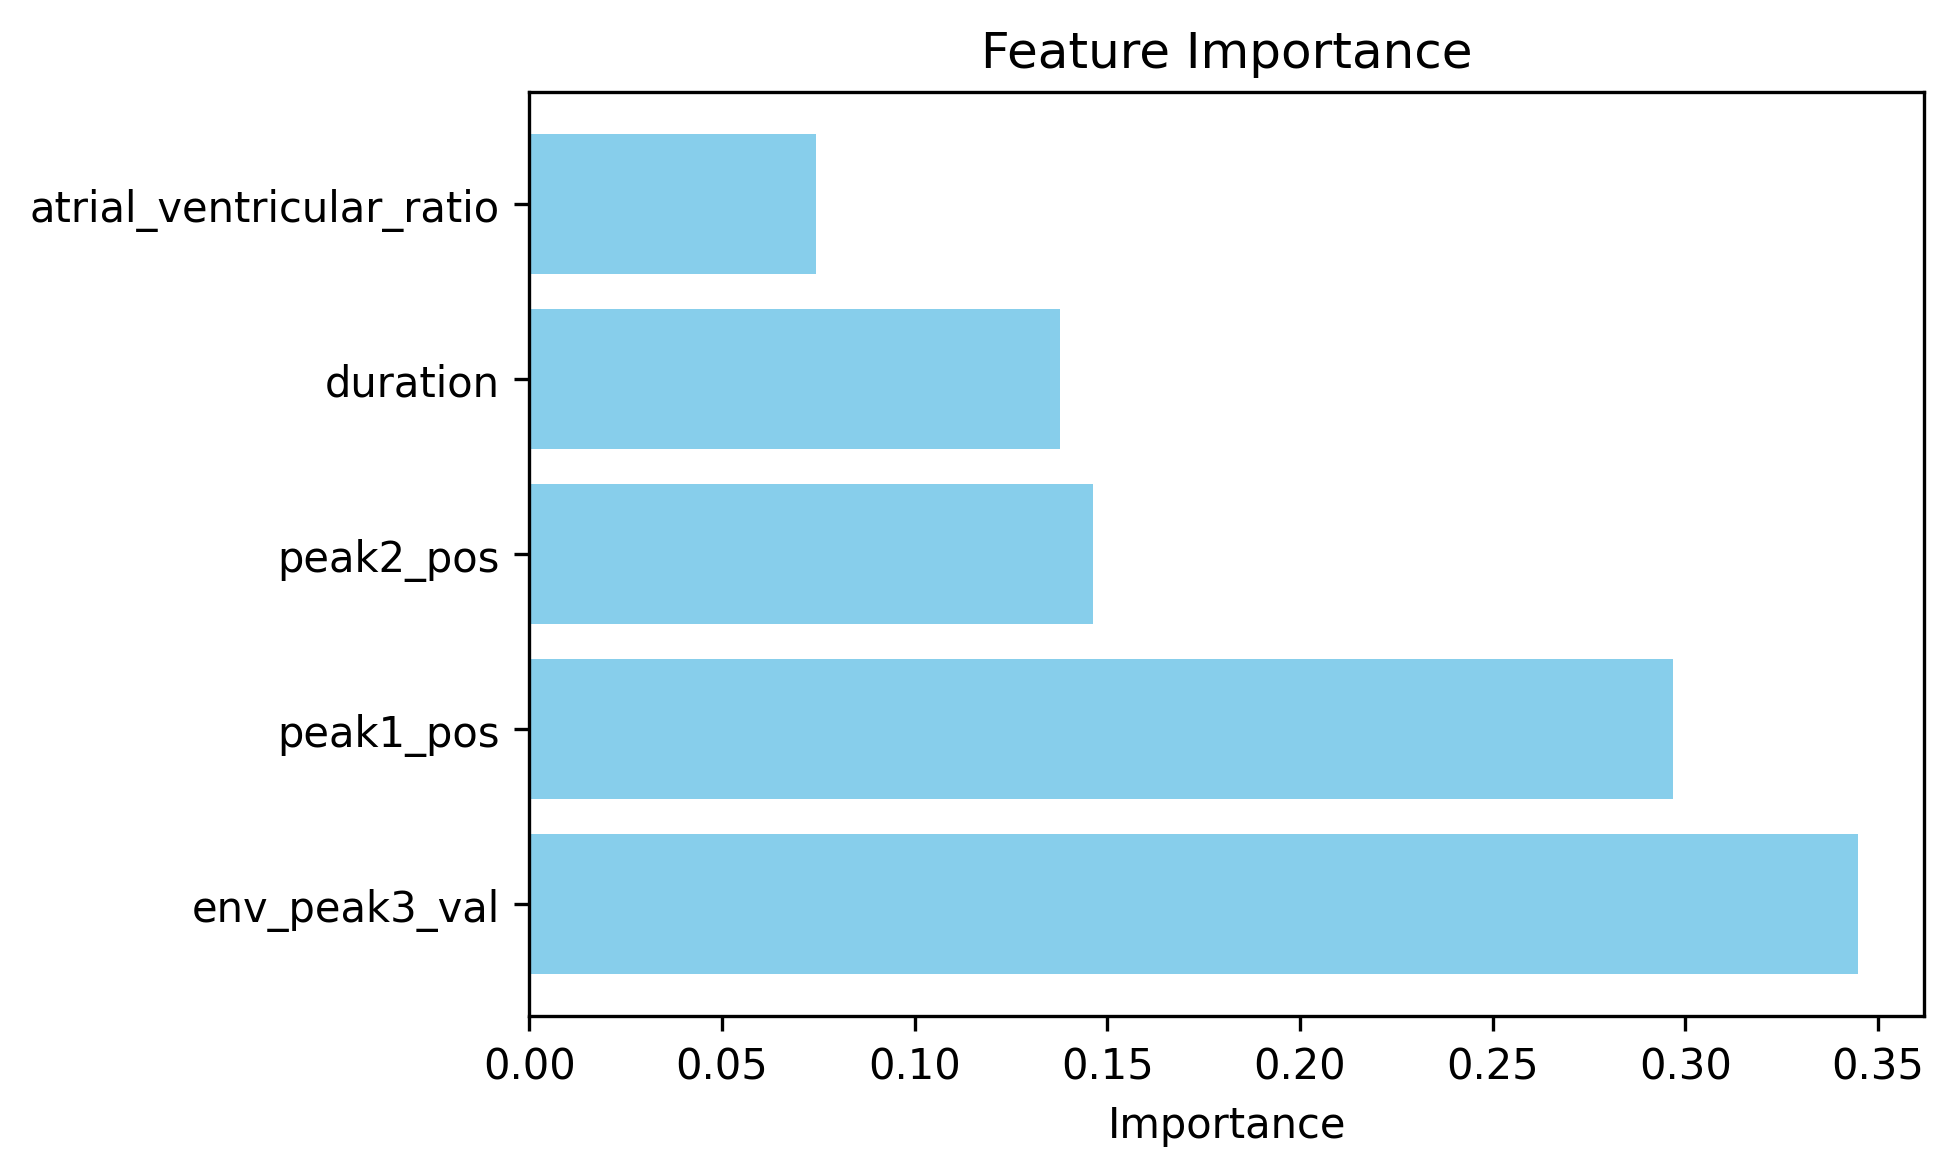 Feature Importance
atrial_ventricular_ratio
duration
peak2_pos
peak1_pos
env_peak3_val
0.00 0.05 0.10 0.15 0.20 0.25 0.30 0.35
Importance